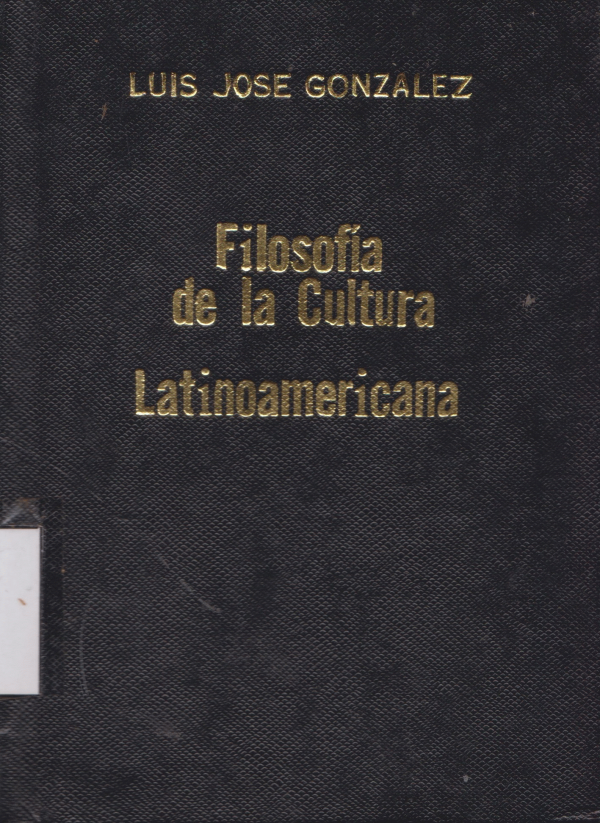 LUIS JOSE GONZALEZ
Filosofía
de la Cultura
Latinoamericana